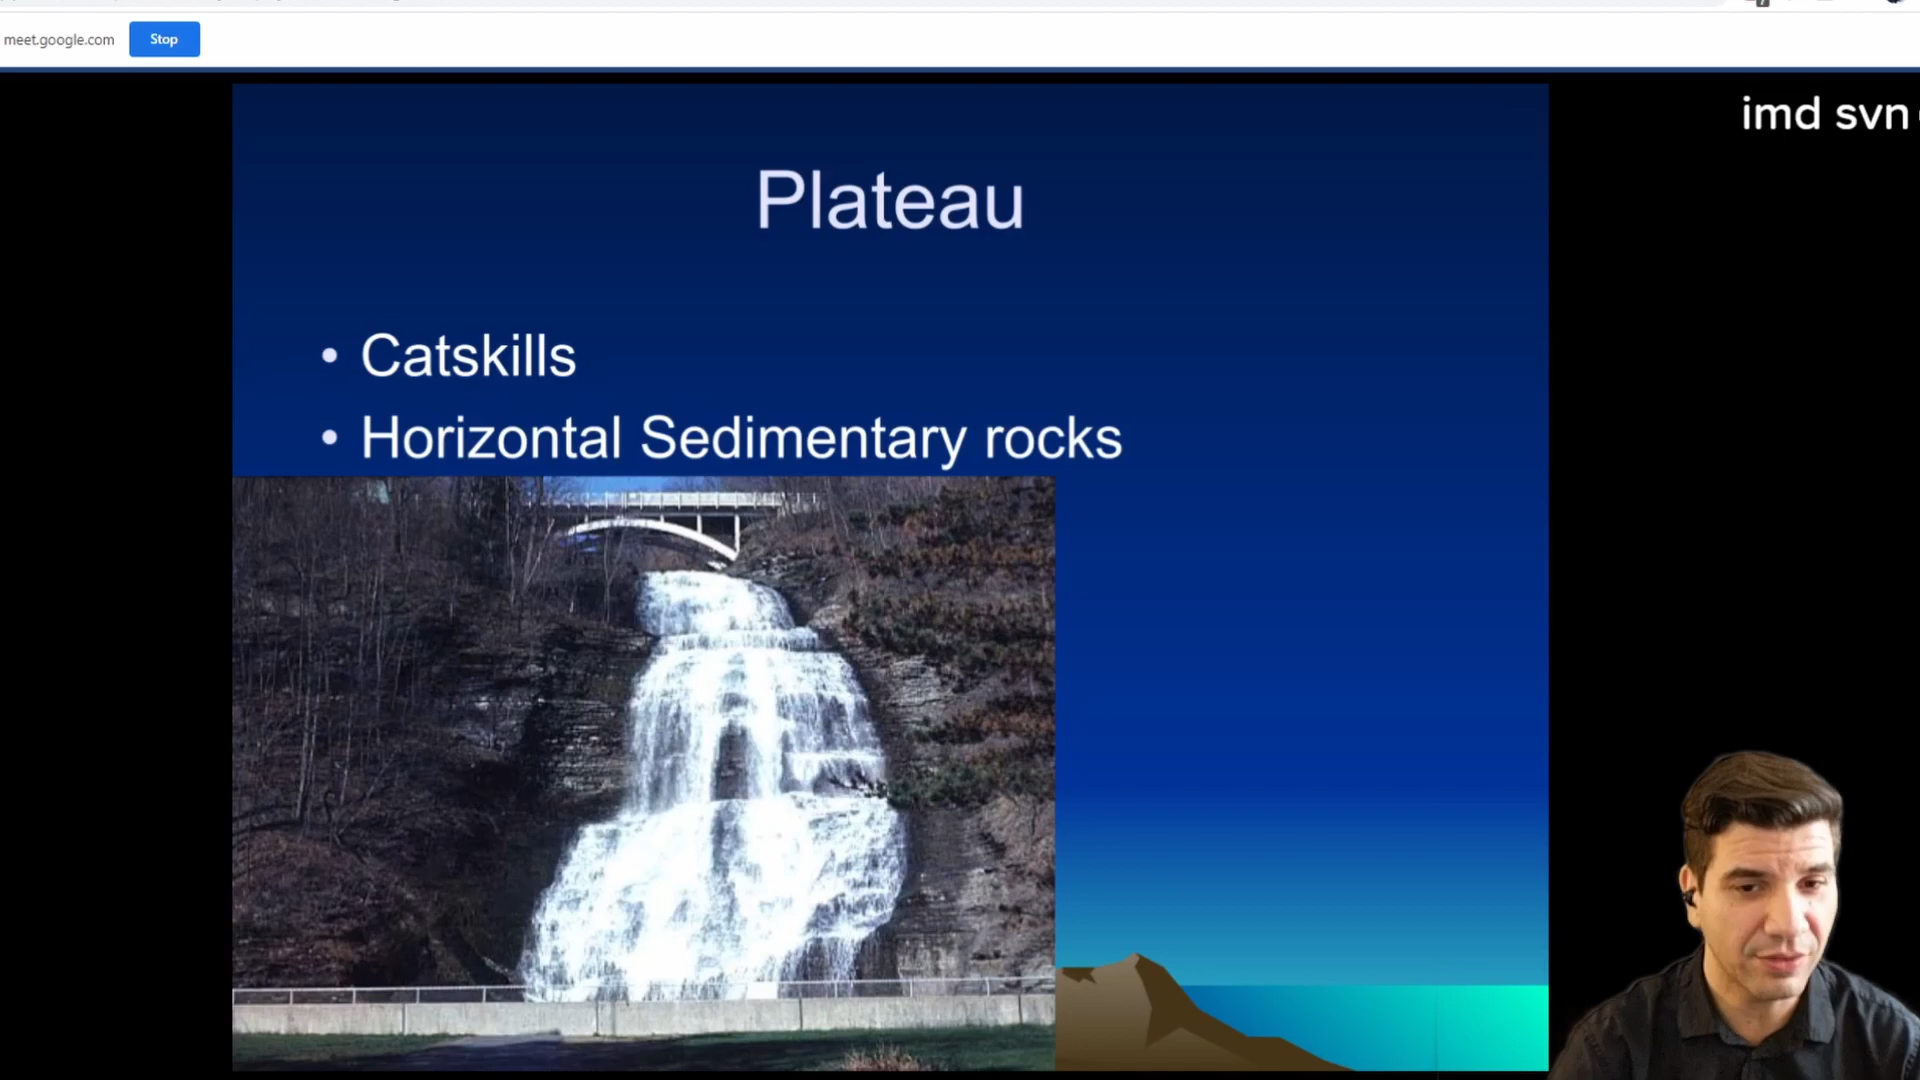 meet.google.com Stop
imd svn
Plateau
• Catskills
• Horizontal Sedimentary rocks